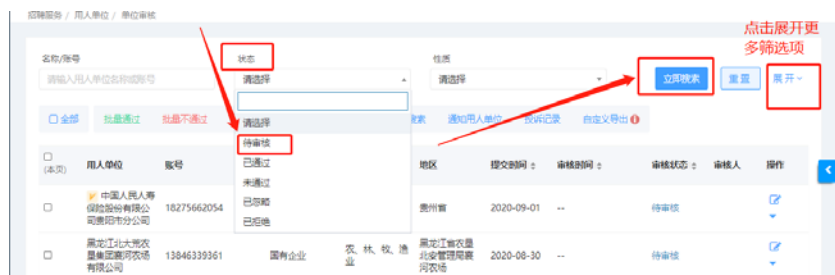 招聘服务 / 用人单位 / 单位审核
点击展开更
多筛选项
名称/账号
状态
性质
请输入用人单位名称或账号
请选择
请选择
立即搜索
重置
展开
全部
批量通过
批量不通过
通知用人单位
投诉记录
自定义导出
请选择
待审核
已通过
未通过
已忽略
已拒绝
(本页)
用人单位
账号
地区
提交时间
审核时间
审核状态
审核人
操作
中国人民人寿
保险股份有限公
司贵阳市分公司
18275662054
贵州省
2020-09-01
--
待审核
黑龙江北大荒农
垦集团襄河农场
有限公司
13846339361
国有企业
农、林、牧、渔
业
黑龙江省农垦
北安管理局襄
河农场
2020-08-30
--
待审核